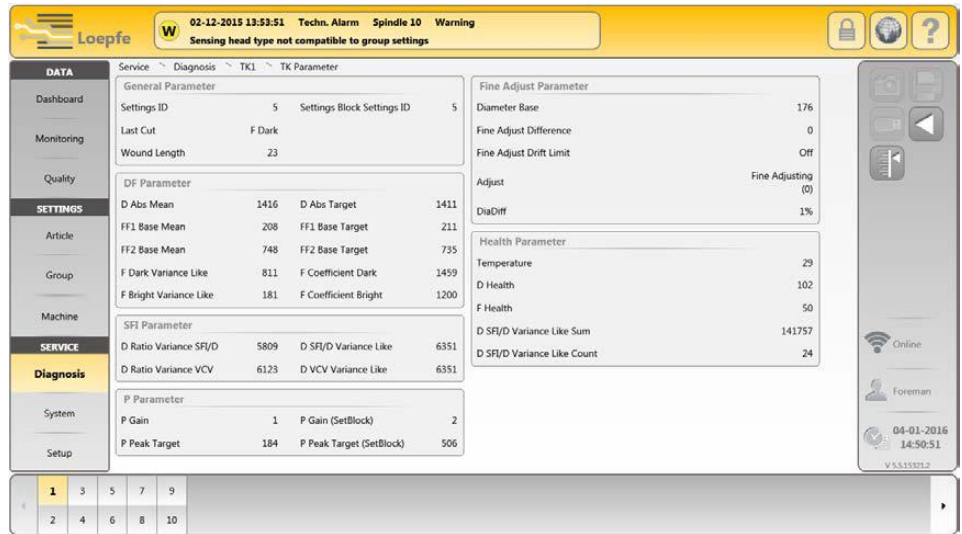 Loepfe
W
02-12-2015 13:53:51 Techn. Alarm Spindle 10 Warning
Sensing head type not compatible to group settings
?
DATA
Dashboard
Monitoring
Quality
SETTINGS
Article
Group
Machine
SERVICE
Diagnosis
System
Setup
Service Diagnosis TK1 TK Parameter
General Parameter
Settings ID 5 Settings Block Settings ID 5
Last Cut F Dark
Wound Length 23
DF Parameter
D Abs Mean 1416 D Abs Target 1411
FF1 Base Mean 208 FF1 Base Target 211
FF2 Base Mean 748 FF2 Base Target 735
F Dark Variance Like 811 F Coefficient Dark 1459
F Bright Variance Like 181 F Coefficient Bright 1200
SFI Parameter
D Ratio Variance SFI/D 5809 D SFI/D Variance Like 6351
D Ratio Variance VCV 6123 D VCV Variance Like 6351
P Parameter
P Gain 1 P Gain (SetBlock) 2
P Peak Target 184 P Peak Target (SetBlock) 506
Fine Adjust Parameter
Diameter Base 176
Fine Adjust Difference 0
Fine Adjust Drift Limit Off
Adjust Fine Adjusting
(0)
DiaDiff 1%
Health Parameter
Temperature 29
D Health 102
F Health 50
D SFI/D Variance Like Sum 141757
D SFI/D Variance Like Count 24
Online
Foreman
04-01-2016
14:50:51
V 5.5.15321.2
1 3 5 7 9
2 4 6 8 10